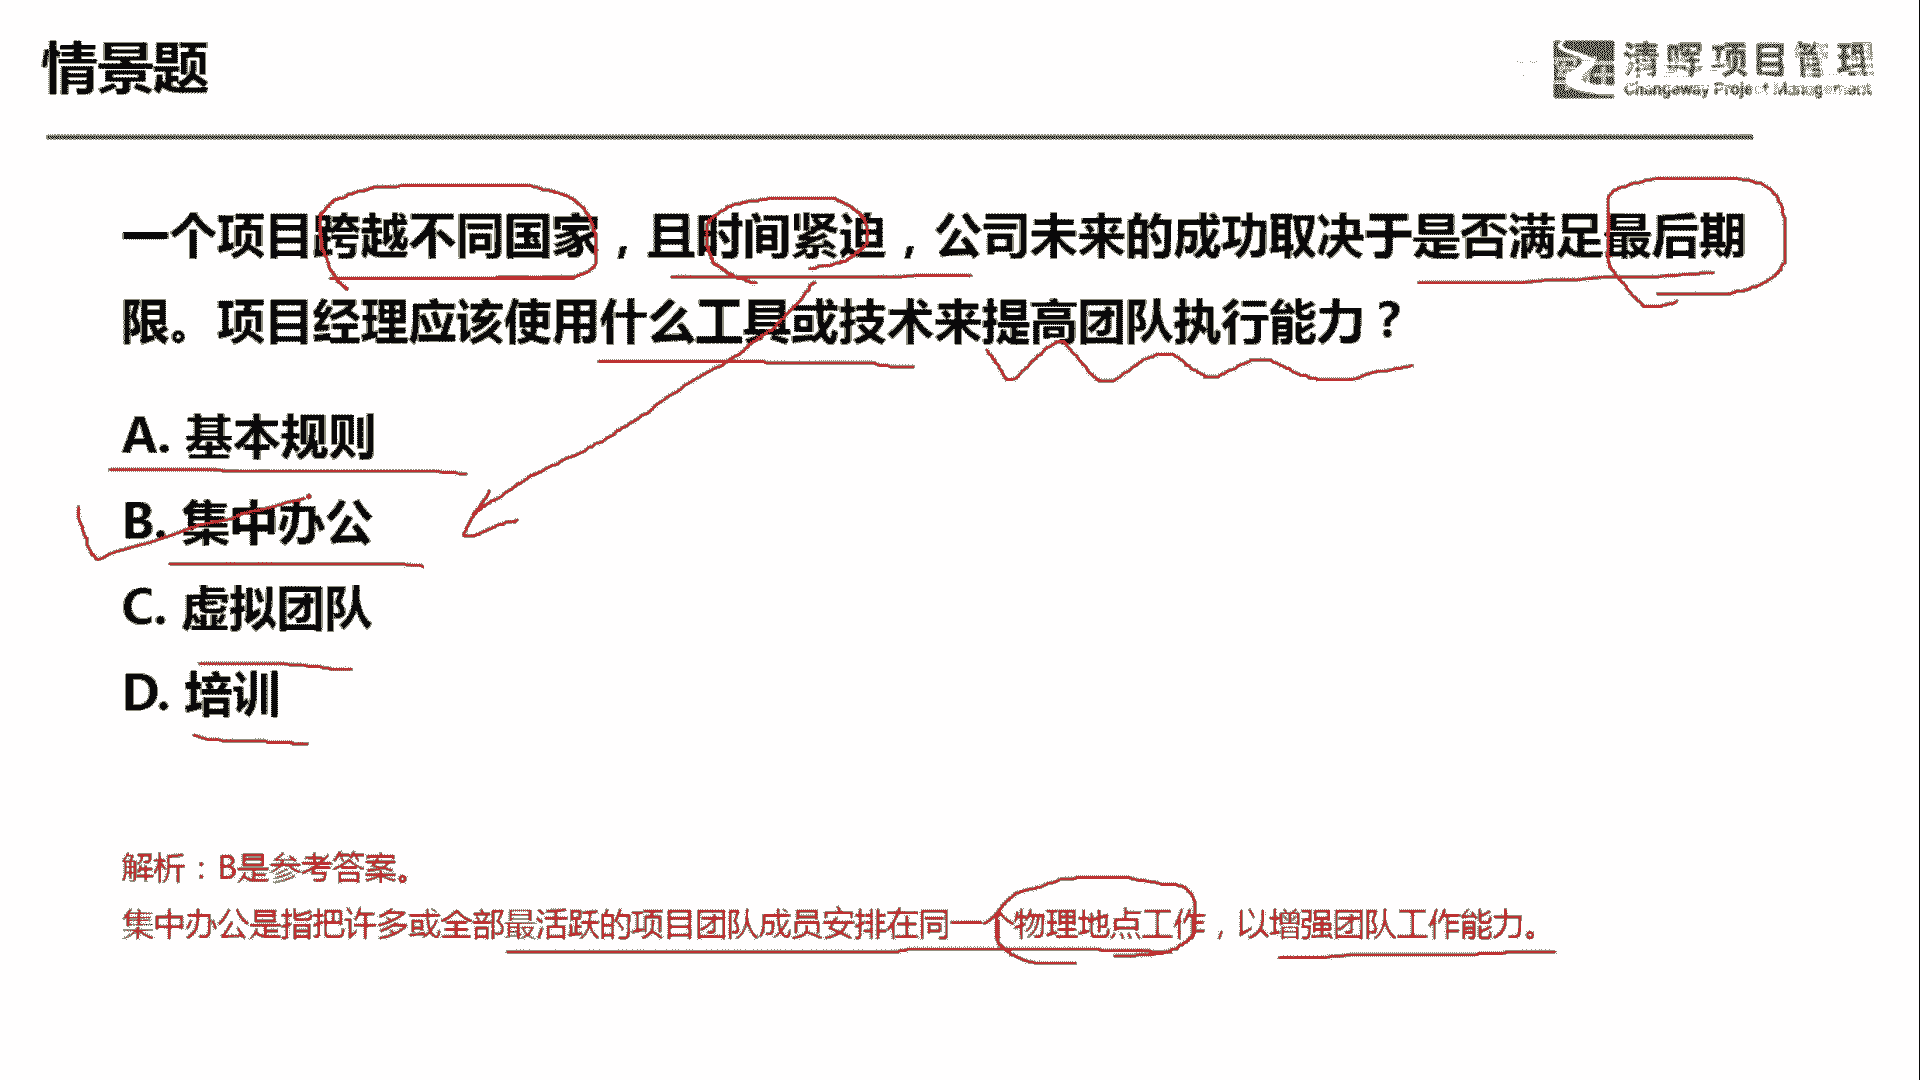 情景题
清晖项目管理
Changeway Project Management
一个项目跨越不同国家，且时间紧迫，公司未来的成功取决于是否满足最后期
限。项目经理应该使用什么工具或技术来提高团队执行能力？
A. 基本规则
B. 集中办公
C. 虚拟团队
D. 培训
解析：B是参考答案。
集中办公是指把许多或全部最活跃的项目团队成员安排在同一个物理地点工作，以增强团队工作能力。